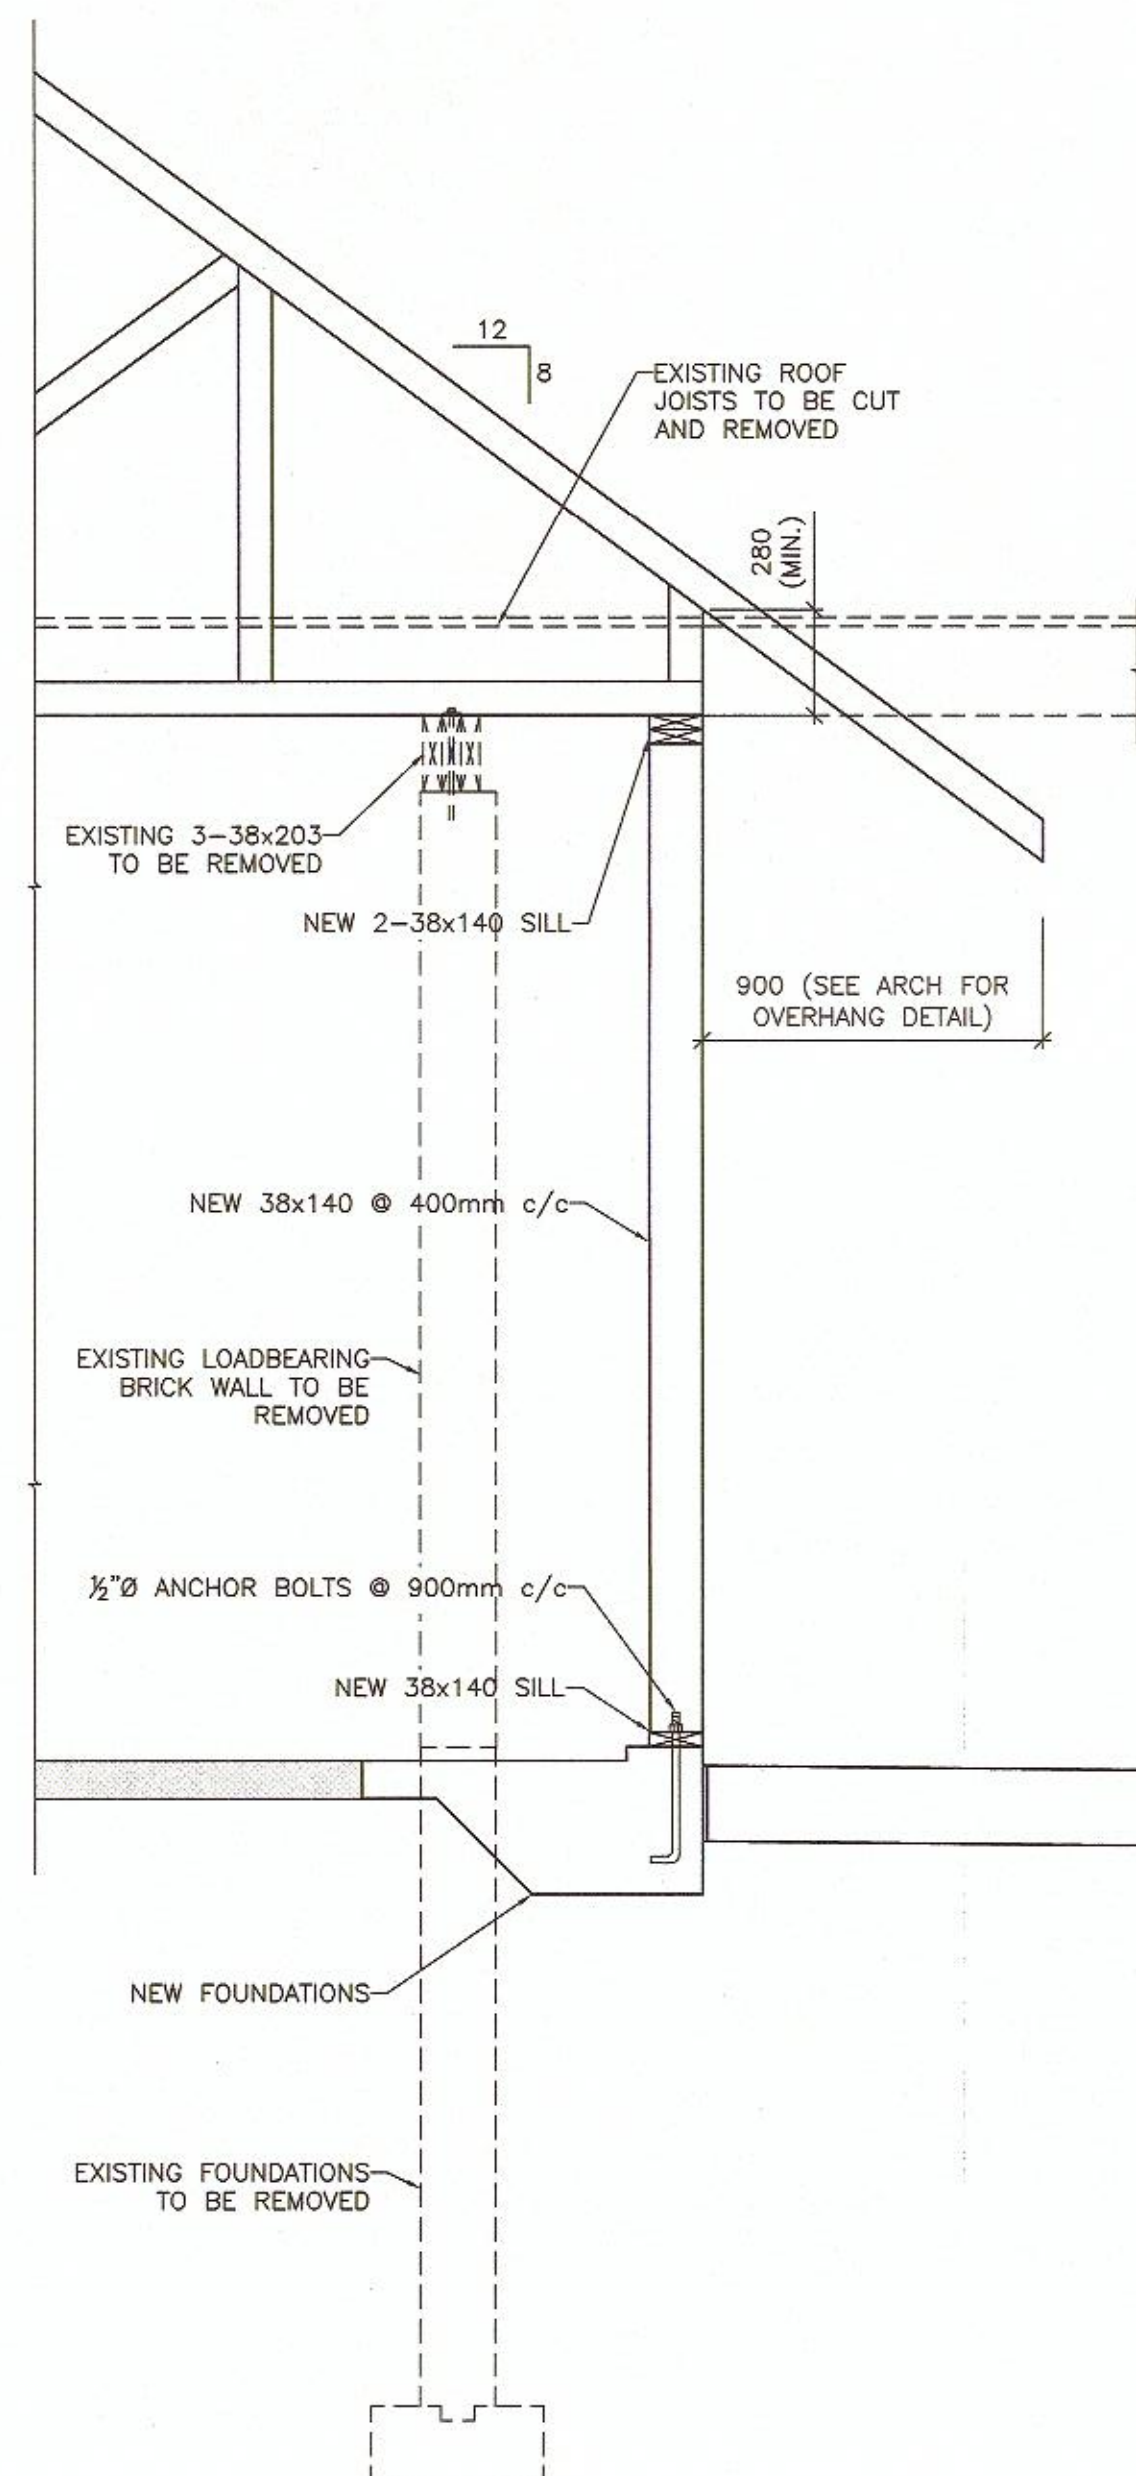 12
8
EXISTING ROOF
JOISTS TO BE CUT
AND REMOVED
280
(MIN.)
EXISTING 3-38x203
TO BE REMOVED
NEW 2-38x140 SILL
900 (SEE ARCH FOR
OVERHANG DETAIL)
NEW 38x140 @ 400mm c/c
EXISTING LOADBEARING
BRICK WALL TO BE
REMOVED
½"Ø ANCHOR BOLTS @ 900mm c/c
NEW 38x140 SILL
NEW FOUNDATIONS
EXISTING FOUNDATIONS
TO BE REMOVED